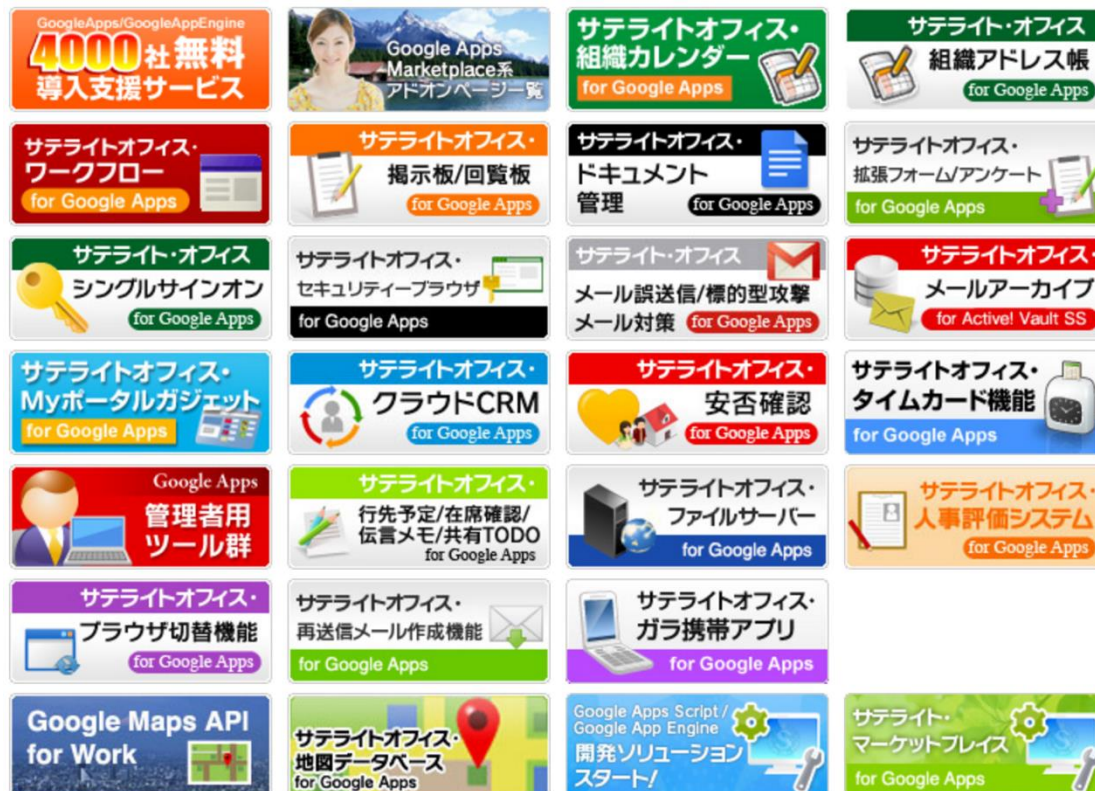 GoogleApps/GoogleAppEngine
4000社無料
導入支援サービス
Google Apps
Marketplace系
アドオンページ一覧
サテライトオフィス・
組織カレンダー
for Google Apps
サテライト・オフィス
組織アドレス帳
for Google Apps
サテライトオフィス・
ワークフロー
for Google Apps
サテライトオフィス・
掲示板/回覧板
for Google Apps
サテライトオフィス・
ドキュメント
管理
for Google Apps
サテライトオフィス・
拡張フォーム/アンケート
for Google Apps
サテライト・オフィス
シングルサインオン
for Google Apps
サテライトオフィス・
セキュリティーブラウザ
for Google Apps
サテライト・オフィス
メール誤送信/標的型攻撃
メール対策 for Google Apps
サテライトオフィス・
メールアーカイブ
for Active! Vault SS
サテライトオフィス・
Myポータルガジェット
for Google Apps
サテライトオフィス・
クラウドCRM
for Google Apps
サテライトオフィス・
安否確認
for Google Apps
サテライトオフィス・
タイムカード機能
for Google Apps
Google Apps
管理者用
ツール群
サテライトオフィス・
行先予定/在席確認/
伝言メモ/共有TODO
for Google Apps
サテライトオフィス・
ファイルサーバー
for Google Apps
サテライトオフィス・
人事評価システム
for Google Apps
サテライトオフィス・
ブラウザ切替機能
for Google Apps
サテライトオフィス・
再送信メール作成機能
for Google Apps
サテライトオフィス・
ガラ携帯アプリ
for Google Apps
Google Maps API
for Work
サテライトオフィス・
地図データベース
for Google Apps
Google Apps Script /
Google App Engine
開発ソリューション
スタート!
サテライト・
マーケットプレイス
for Google Apps